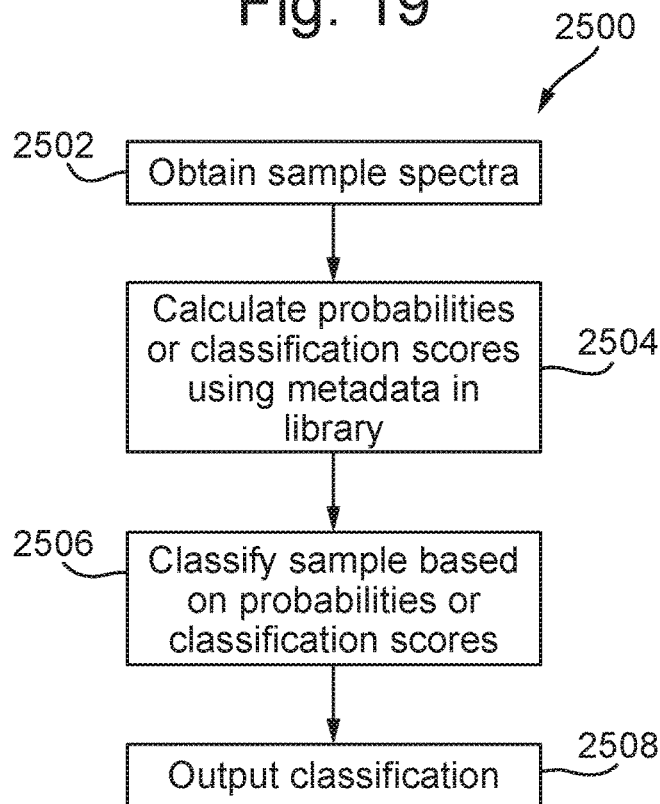 Fig. 19
2500
2502
Obtain sample spectra
Calculate probabilities
or classification scores
using metadata in
library
2504
2506
Classify sample based
on probabilities or
classification scores
2508
Output classification